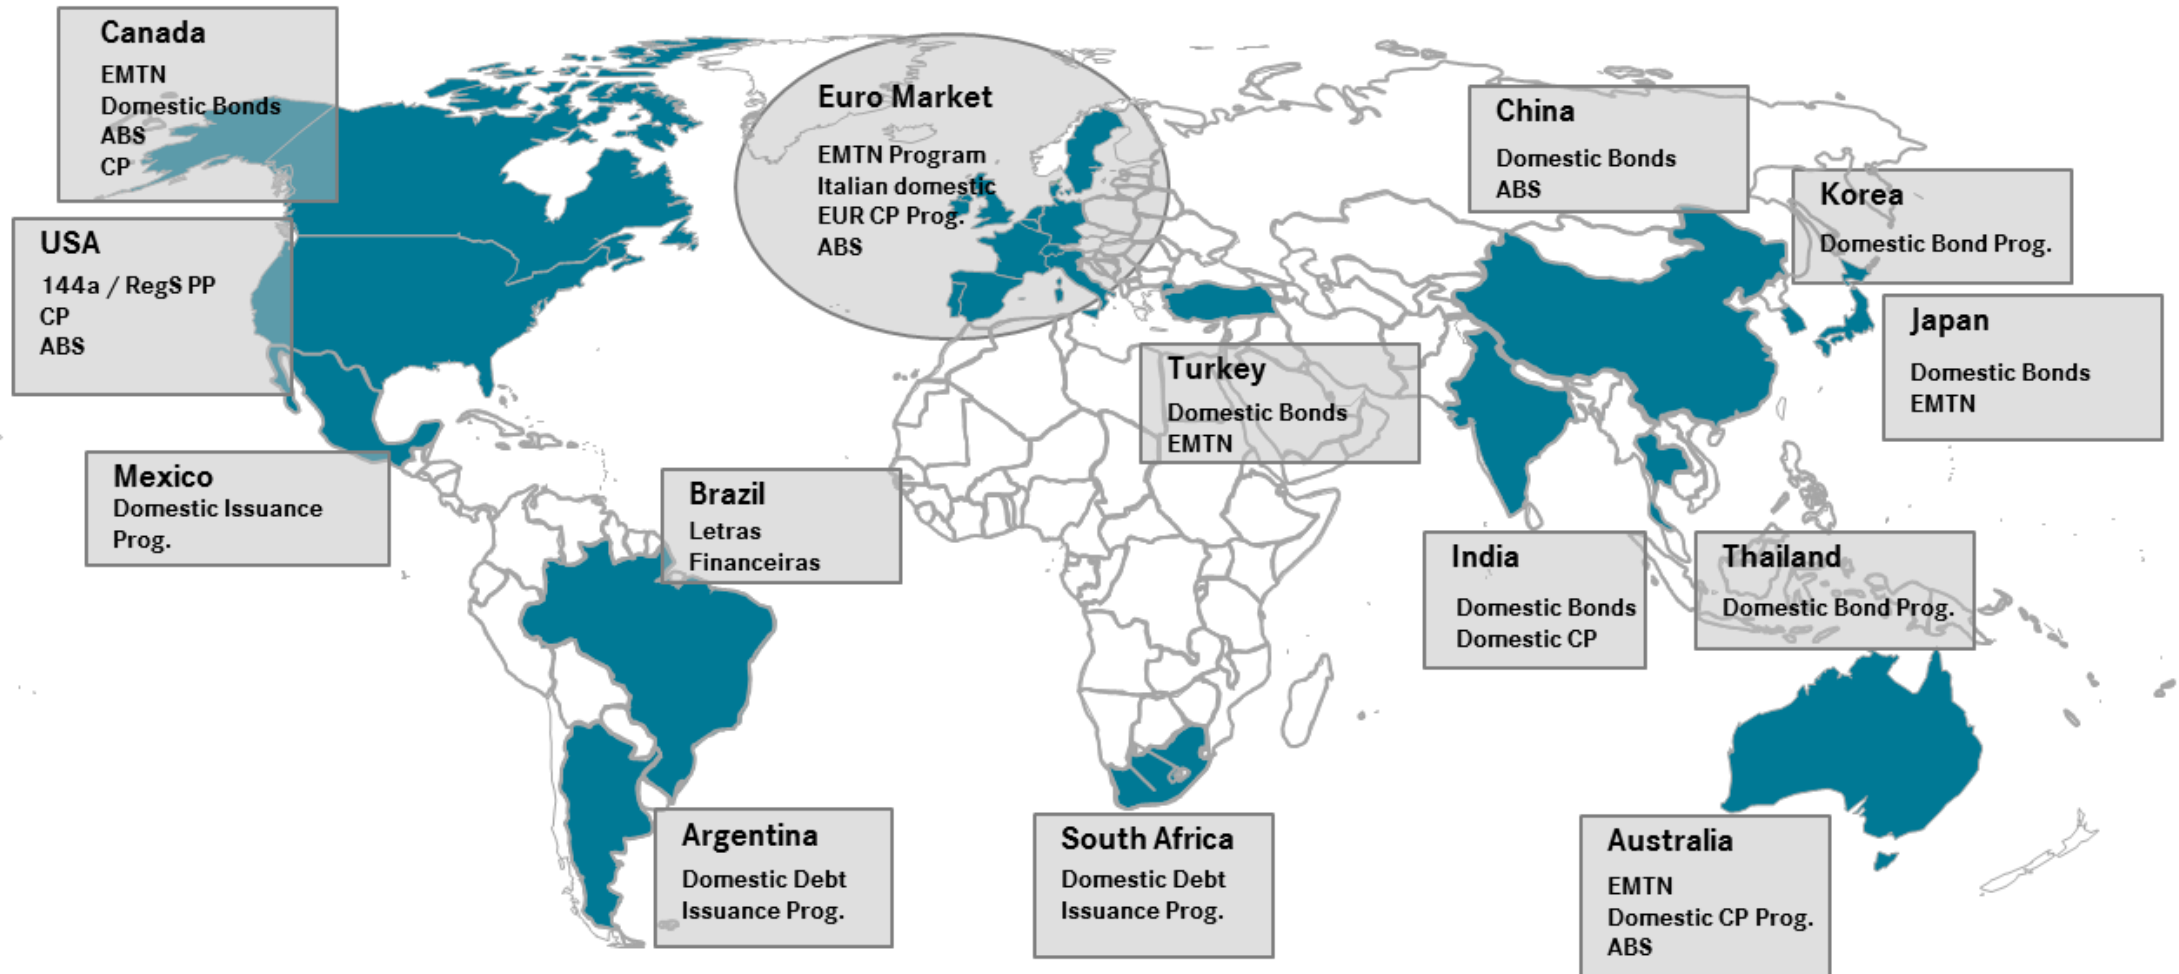 Canada
EMTN
Domestic Bonds
ABS
CP
USA
144a / RegS PP
CP
ABS
Mexico
Domestic Issuance
Prog.
Brazil
Letras
Financeiras
Argentina
Domestic Debt
Issuance Prog.
Euro Market
EMTN Program
Italian domestic
EUR CP Prog.
ABS
Turkey
Domestic Bonds
EMTN
South Africa
Domestic Debt
Issuance Prog.
China
Domestic Bonds
ABS
Korea
Domestic Bond Prog.
Japan
Domestic Bonds
EMTN
India
Domestic Bonds
Domestic CP
Thailand
Domestic Bond Prog.
Australia
EMTN
Domestic CP Prog.
ABS